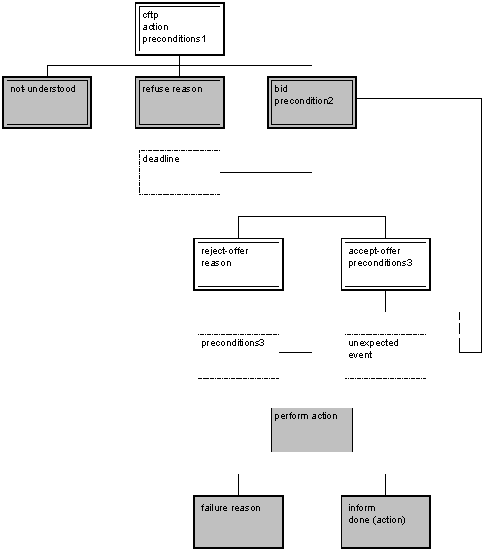 cftp
action
preconditions1
not-understood
refuse reason
bid
precondition2
deadline
reject-offer
reason
accept-offer
preconditions3
preconditions3
unexpected
event
perform action
failure reason
inform
done (action)